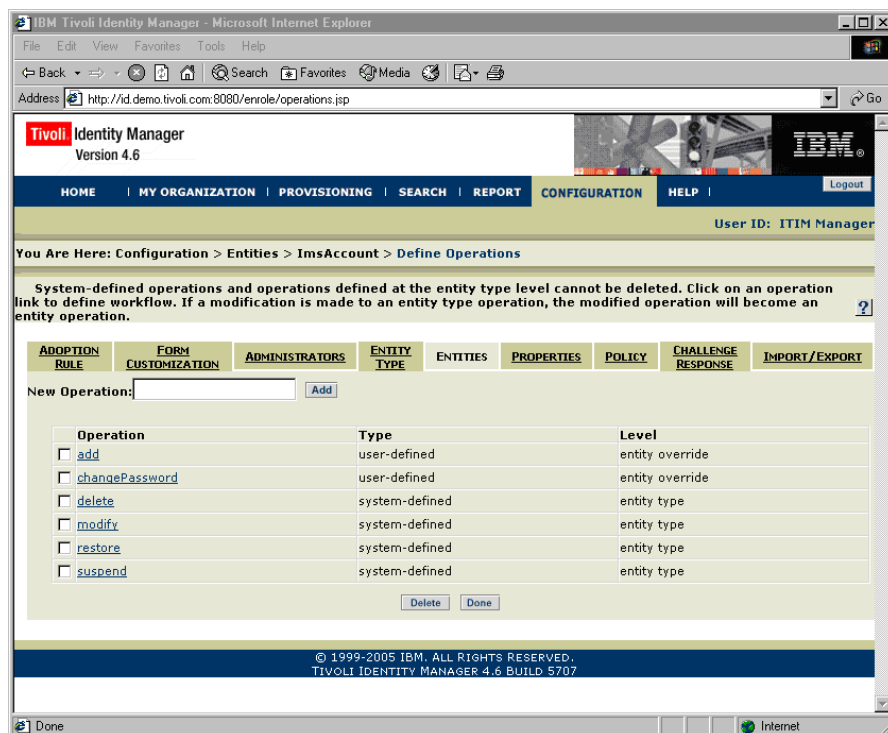 IBM Tivoli Identity Manager - Microsoft Internet Explorer
File Edit View Favorites Tools Help
Back Search Favorites Media
Address http://id.demo.tivoli.com:8080/enrole/operations.jsp Go
Tivoli. Identity Manager
Version 4.6
IBM®
HOME | MY ORGANIZATION | PROVISIONING | SEARCH | REPORT CONFIGURATION HELP | Logout
User ID: ITIM Manager
You Are Here: Configuration > Entities > ImsAccount > Define Operations
System-defined operations and operations defined at the entity type level cannot be deleted. Click on an operation
link to define workflow. If a modification is made to an entity type operation, the modified operation will become an
entity operation.
?
ADOPTION RULE FORM CUSTOMIZATION ADMINISTRATORS ENTITY TYPE ENTITIES PROPERTIES POLICY CHALLENGE RESPONSE IMPORT/EXPORT
New Operation: Add
Operation Type Level
add user-defined entity override
changePassword user-defined entity override
delete system-defined entity type
modify system-defined entity type
restore system-defined entity type
suspend system-defined entity type
Delete Done
© 1999-2005 IBM. ALL RIGHTS RESERVED.
TIVOLI IDENTITY MANAGER 4.6 BUILD 5707
Done Internet